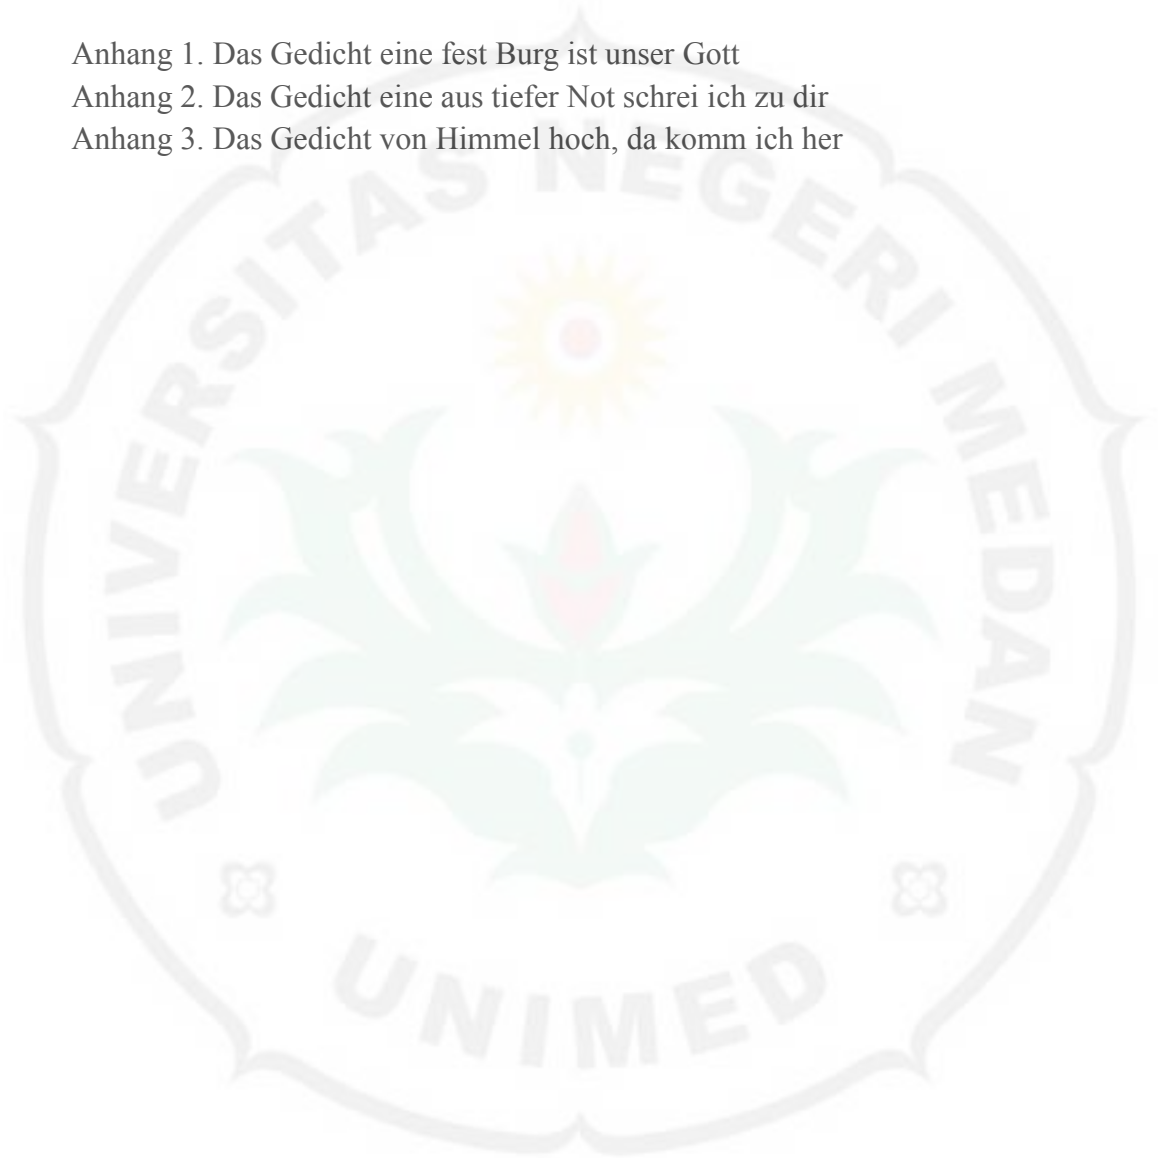 Anhang 1. Das Gedicht eine fest Burg ist unser Gott
Anhang 2. Das Gedicht eine aus tiefer Not schrei ich zu dir
Anhang 3. Das Gedicht von Himmel hoch, da komm ich her
UNIVERSITAS NEGERI MEDAN
UNIMED